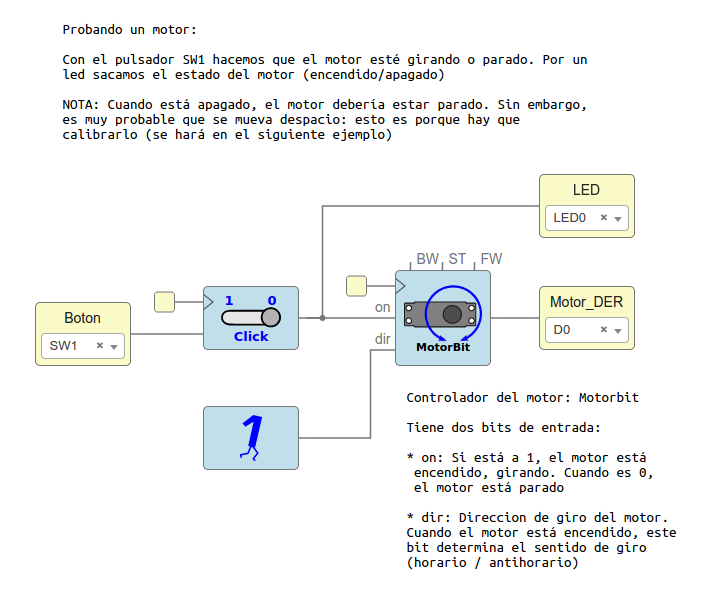 Probando un motor:
Con el pulsador SW1 hacemos que el motor esté girando o parado. Por un
led sacamos el estado del motor (encendido/apagado)
NOTA: Cuando está apagado, el motor debería estar parado. Sin embargo,
es muy probable que se mueva despacio: esto es porque hay que
calibrarlo (se hará en el siguiente ejemplo)
LED
LED0
BW ST FW
1 0
Click
on
dir
MotorBit
Motor_DER
D0
Boton
SW1
1
Controlador del motor: Motorbit
Tiene dos bits de entrada:
* on: Si está a 1, el motor está
encendido, girando. Cuando es 0,
el motor está parado
* dir: Direccion de giro del motor.
Cuando el motor está encendido, este
bit determina el sentido de giro
(horario / antihorario)